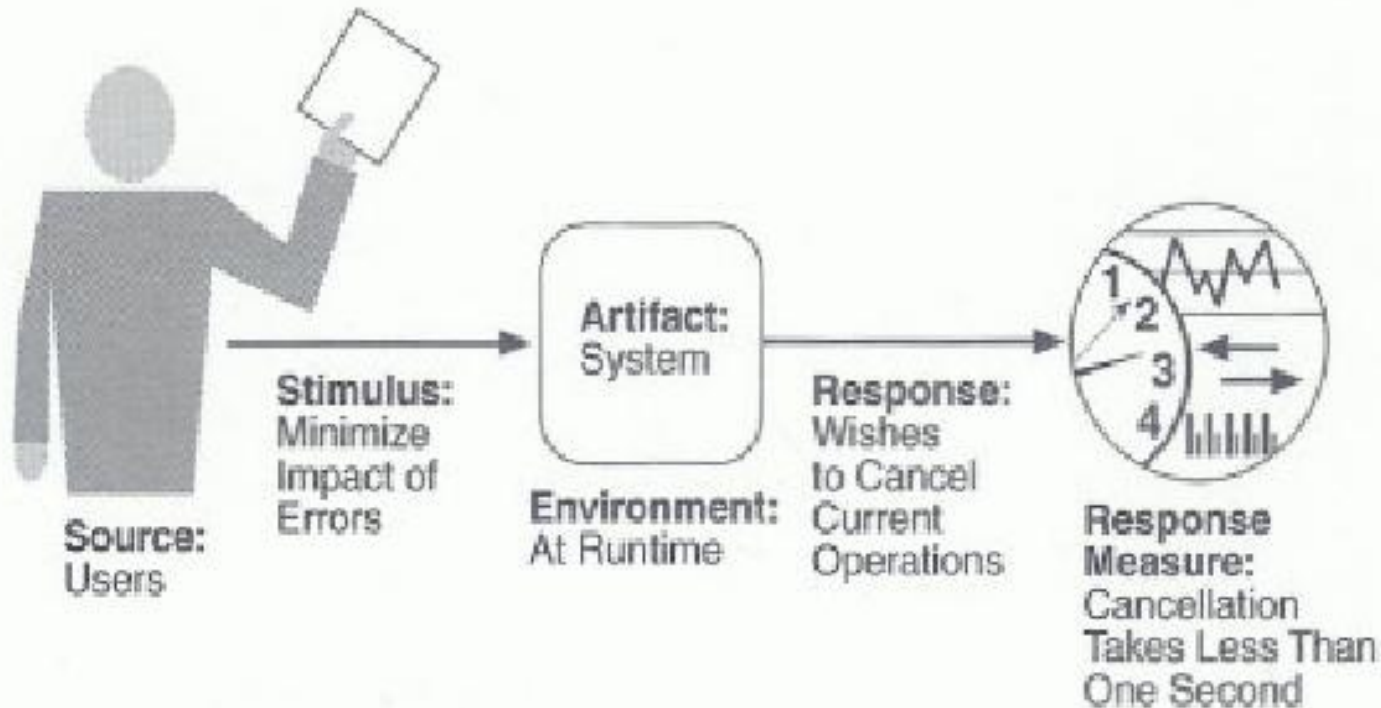 Source:
Users
Stimulus:
Minimize
Impact of
Errors
Artifact:
System
Environment:
At Runtime
Response:
Wishes
to Cancel
Current
Operations
1
2
3
4
Response
Measure:
Cancellation
Takes Less Than
One Second